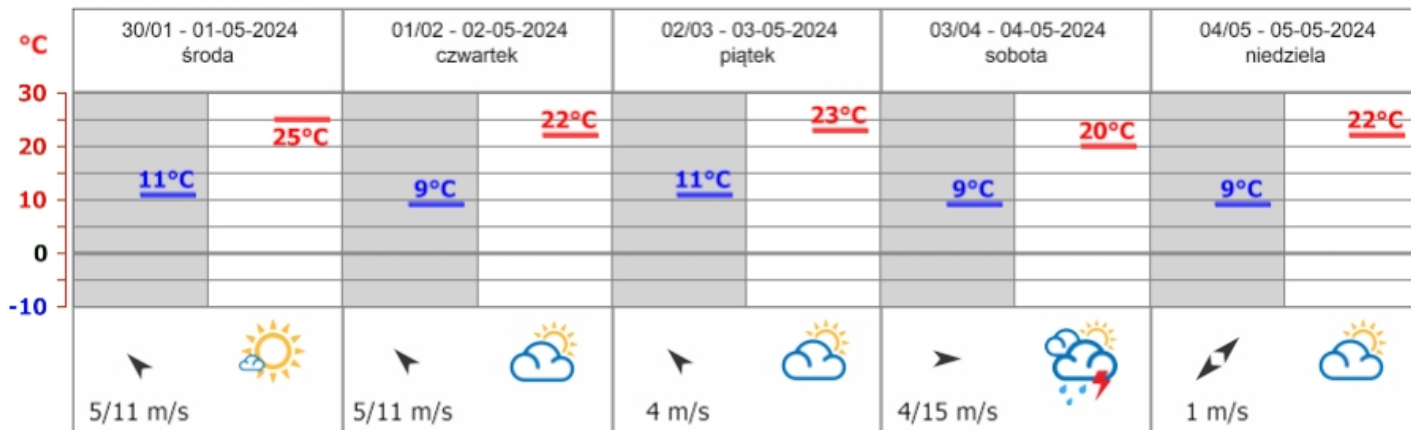 °C
30/01 - 01-05-2024
środa
01/02 - 02-05-2024
czwartek
02/03 - 03-05-2024
piątek
03/04 - 04-05-2024
sobota
04/05 - 05-05-2024
niedziela
30
20
10
0
-10
11°C
25°C
9°C
22°C
11°C
23°C
9°C
20°C
9°C
22°C
5/11 m/s
5/11 m/s
4 m/s
4/15 m/s
1 m/s